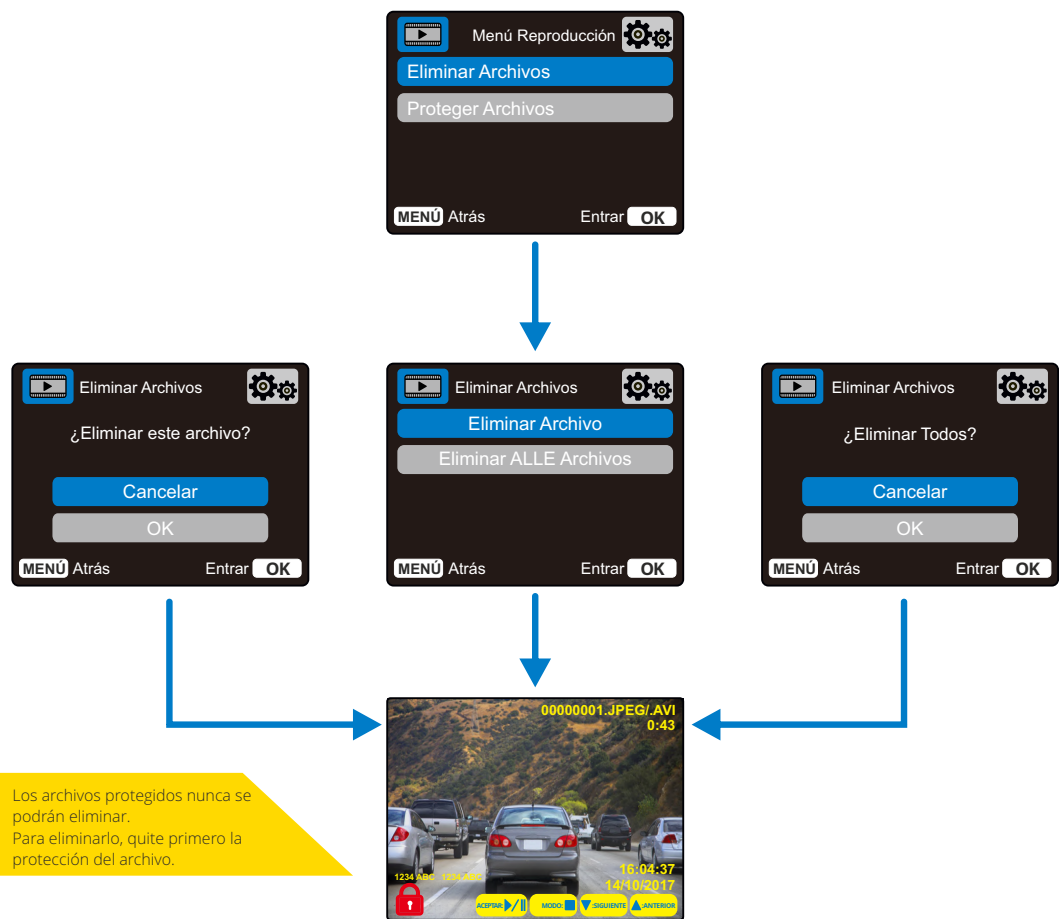 Menú Reproducción
Eliminar Archivos
Proteger Archivos
MENÚ Atrás Entrar OK
Eliminar Archivos
¿Eliminar este archivo?
Cancelar
OK
MENÚ Atrás Entrar OK
Eliminar Archivos
Eliminar Archivo
Eliminar ALLE Archivos
MENÚ Atrás Entrar OK
Eliminar Archivos
¿Eliminar Todos?
Cancelar
OK
MENÚ Atrás Entrar OK
00000001.JPEG/.AVI
0:43
16:04:37
1234 ABC 1234 ABC
14/10/2017
ACEPTAR: MODO: :SIGUIENTE :ANTERIOR
Los archivos protegidos nunca se
podrán eliminar.
Para eliminarlo, quite primero la
protección del archivo.